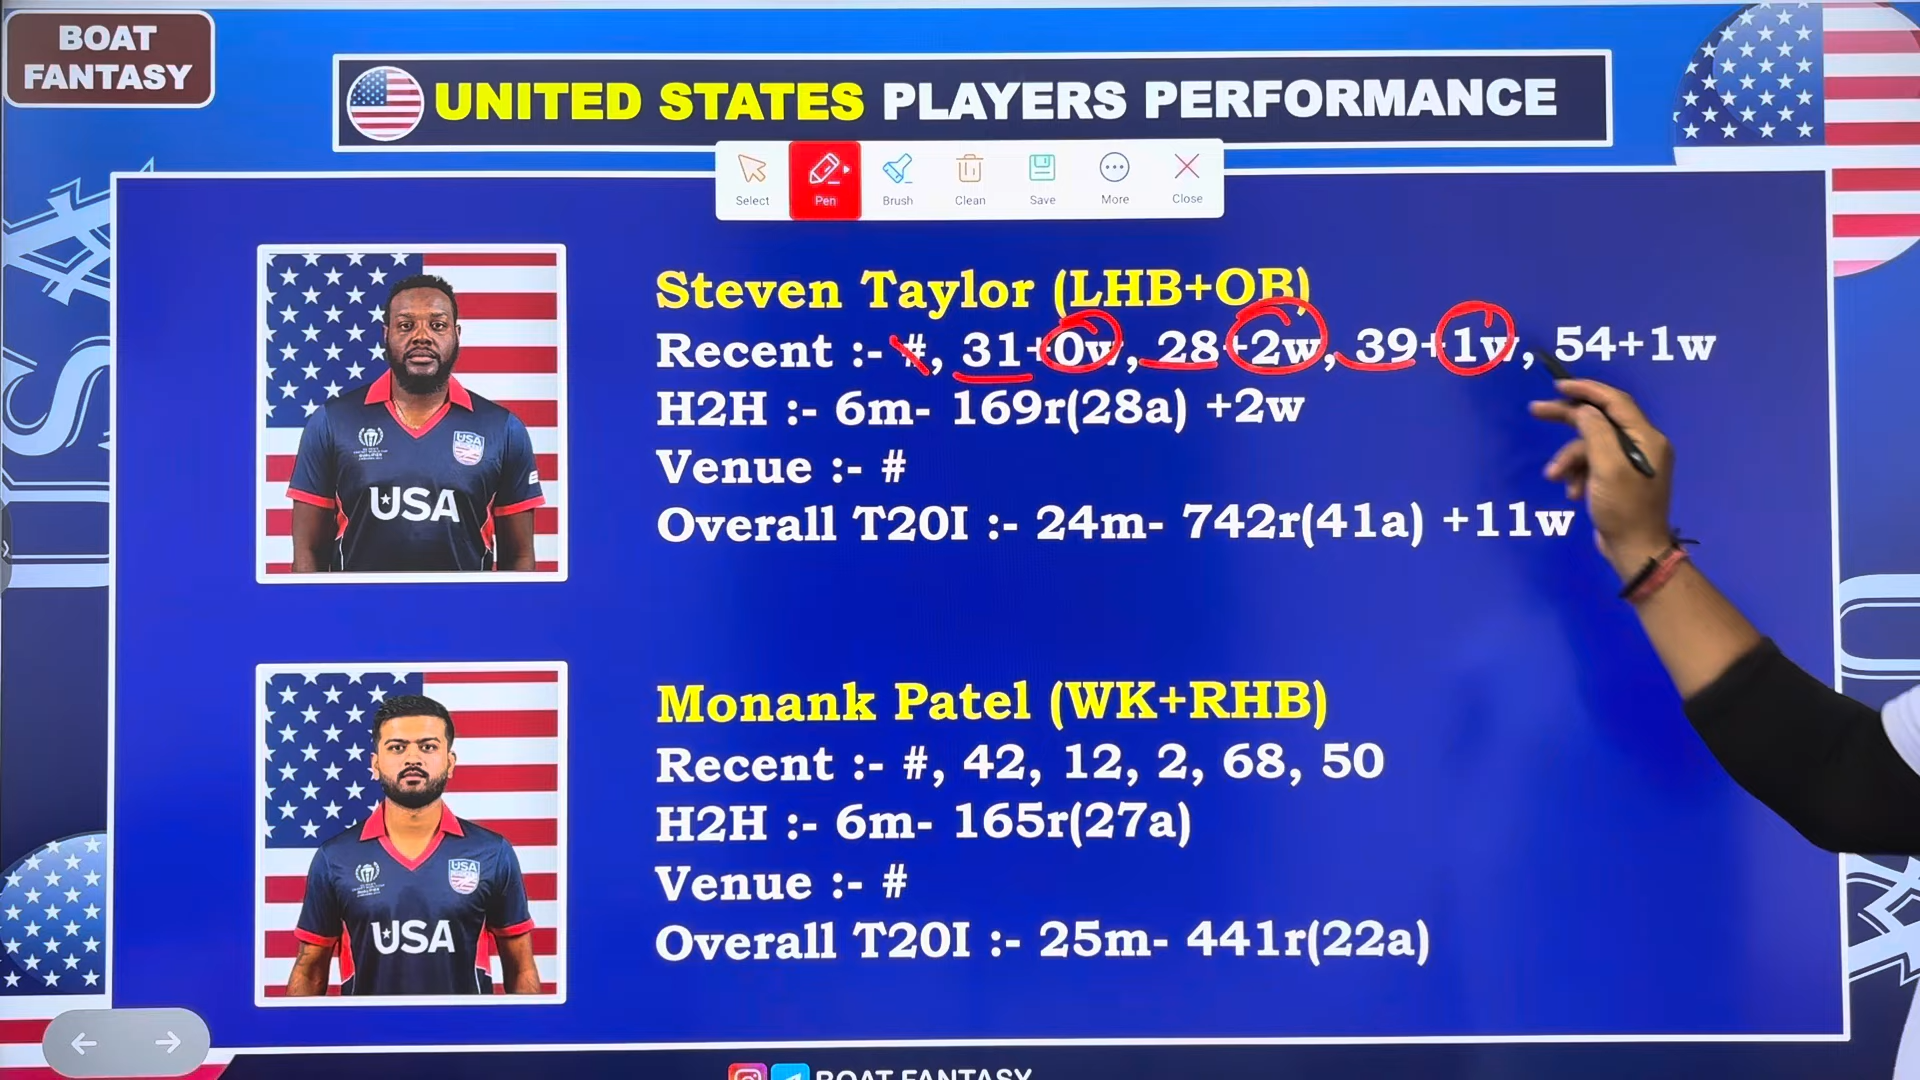 BOAT
FANTASY
UNITED STATES PLAYERS PERFORMANCE
Select
Pen
Brush
Clean
Save
More
Close
Steven Taylor (LHB+OB)
Recent :- #, 31+0w, 28+2w, 39+1w, 54+1w
H2H :- 6m- 169r(28a) +2w
Venue :- #
Overall T20I :- 24m- 742r(41a) +11w
USA
USA
Monank Patel (WK+RHB)
Recent :- #, 42, 12, 2, 68, 50
H2H :- 6m- 165r(27a)
Venue :- #
Overall T20I :- 25m- 441r(22a)
USA
USA
BOAT FANTASY